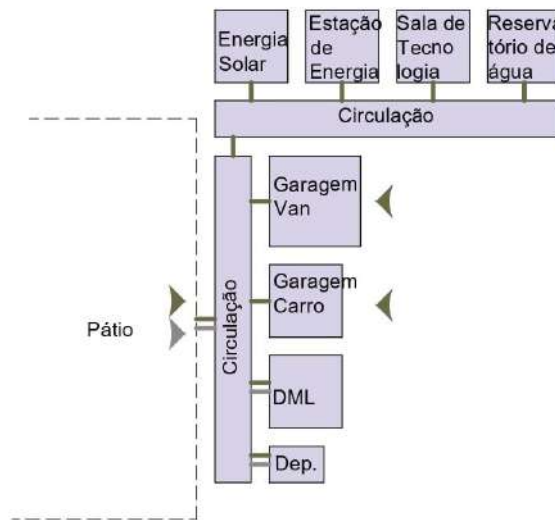 Energia
Solar
Estação
de
Energia
Sala de
Tecno
logia
Reserva
tório de
água
Circulação
Garagem
Van
Garagem
Carro
Circulação
Pátio
DML
Dep.